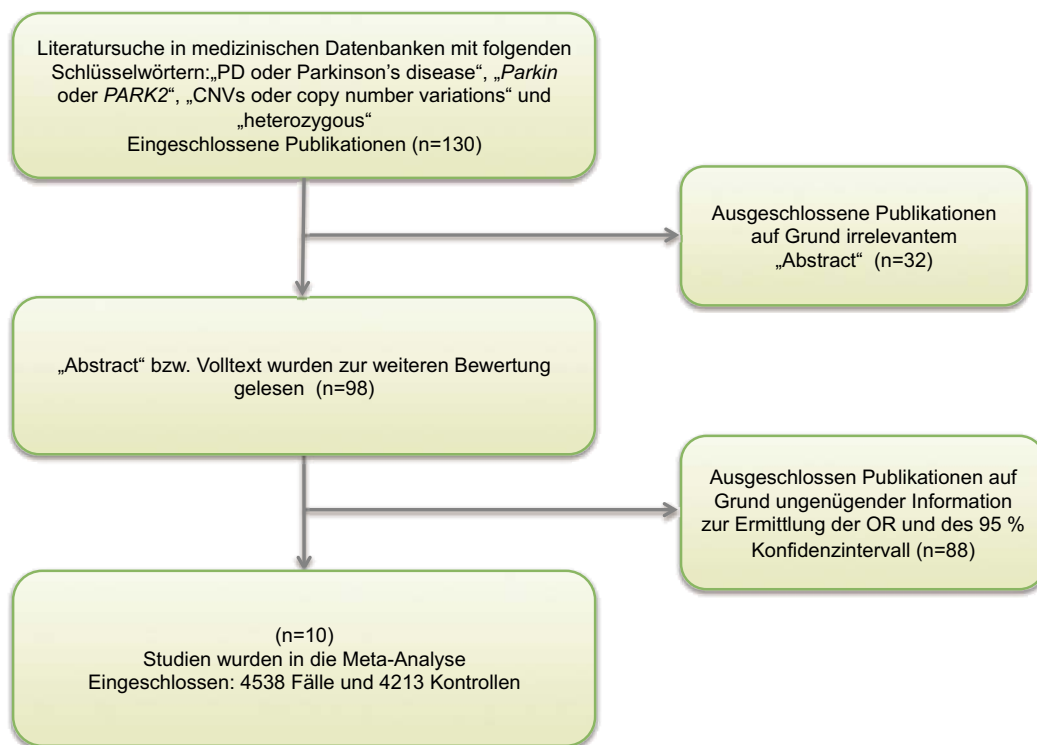 Literatursuche in medizinischen Datenbanken mit folgenden
Schlüsselwörtern:„PD oder Parkinson’s disease“, „Parkin
oder PARK2“, „CNVs oder copy number variations“ und
„heterozygous“
Eingeschlossene Publikationen (n=130)
Ausgeschlossene Publikationen
auf Grund irrelevantem
„Abstract“ (n=32)
„Abstract“ bzw. Volltext wurden zur weiteren Bewertung
gelesen (n=98)
Ausgeschlossen Publikationen auf
Grund ungenügender Information
zur Ermittlung der OR und des 95 %
Konfidenzintervall (n=88)
(n=10)
Studien wurden in die Meta-Analyse
Eingeschlossen: 4538 Fälle und 4213 Kontrollen